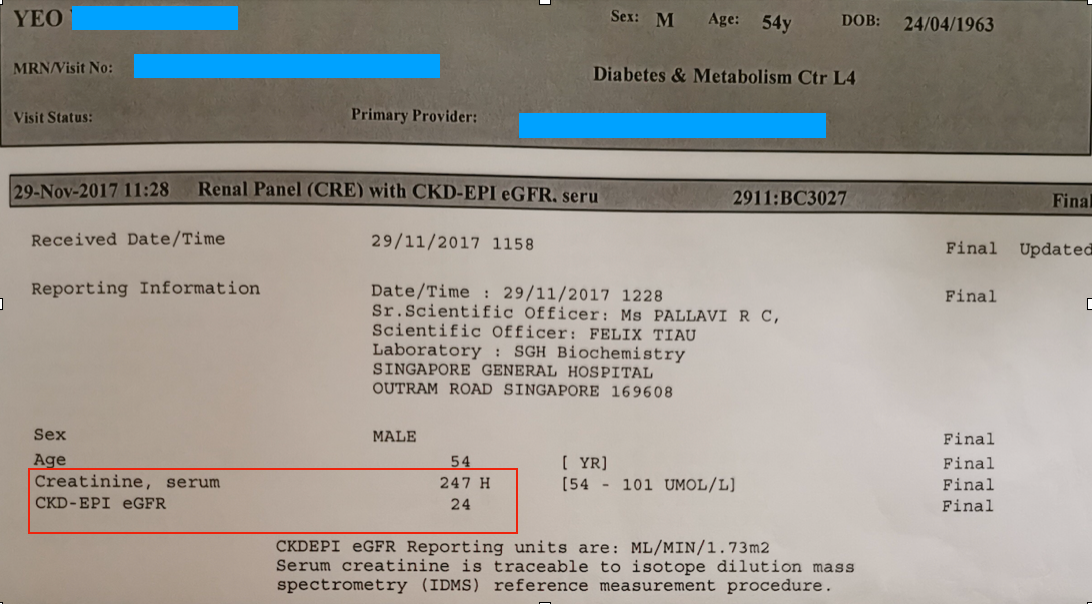 YEO
Sex: M Age: 54y DOB: 24/04/1963
MRN/Visit No:
Diabetes & Metabolism Ctr L4
Visit Status: Primary Provider:
29-Nov-2017 11:28 Renal Panel (CRE) with CKD-EPI eGFR, seru 2911:BC3027 Final
Received Date/Time 29/11/2017 1158 Final Updated
Reporting Information Date/Time : 29/11/2017 1228 Final
Sr.Scientific Officer: Ms PALLAVI R C,
Scientific Officer: FELIX TIAU
Laboratory : SGH Biochemistry
SINGAPORE GENERAL HOSPITAL
OUTRAM ROAD SINGAPORE 169608
Sex MALE Final
Age 54 [ YR] Final
Creatinine, serum 247 H [54 - 101 UMOL/L] Final
CKD-EPI eGFR 24 Final
CKDEPI eGFR Reporting units are: ML/MIN/1.73m2
Serum creatinine is traceable to isotope dilution mass
spectrometry (IDMS) reference measurement procedure.